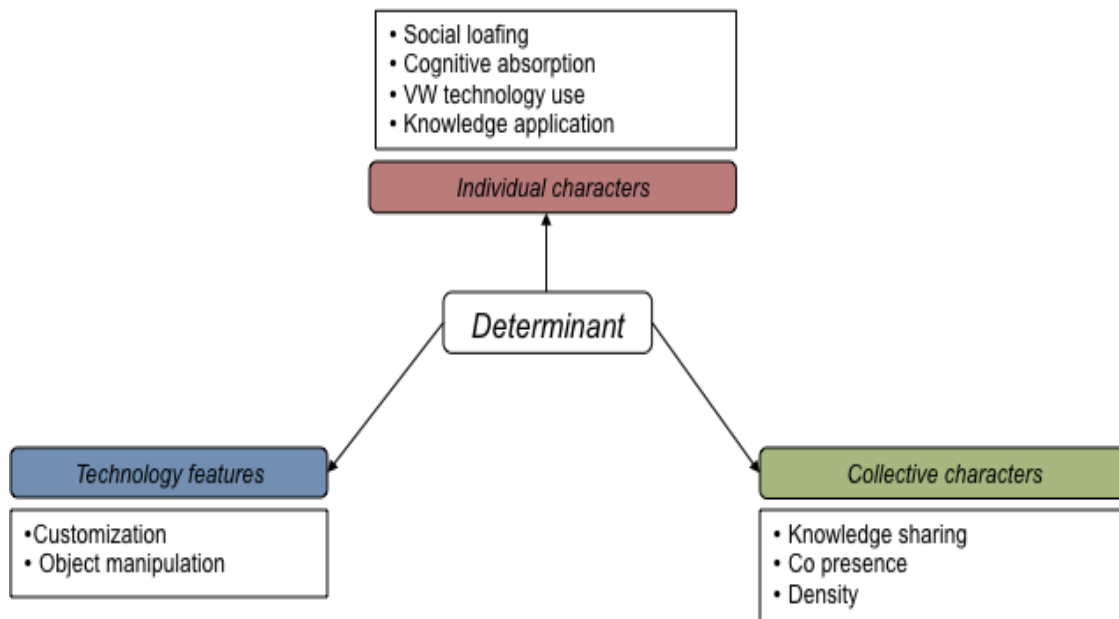 • Social loafing
• Cognitive absorption
• VW technology use
• Knowledge application
Individual characters
Determinant
Technology features
•Customization
• Object manipulation
Collective characters
• Knowledge sharing
• Co presence
• Density